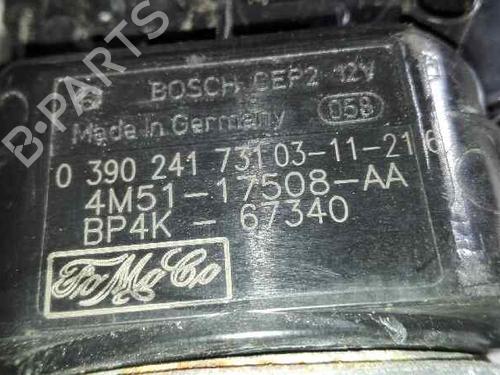 BOSCH CEP2 12V
Made in Germany 058
0 390 241 731 03-11-21 6
4M51-17508-AA
BP4K - 67340
FoMoCo
B-PARTS